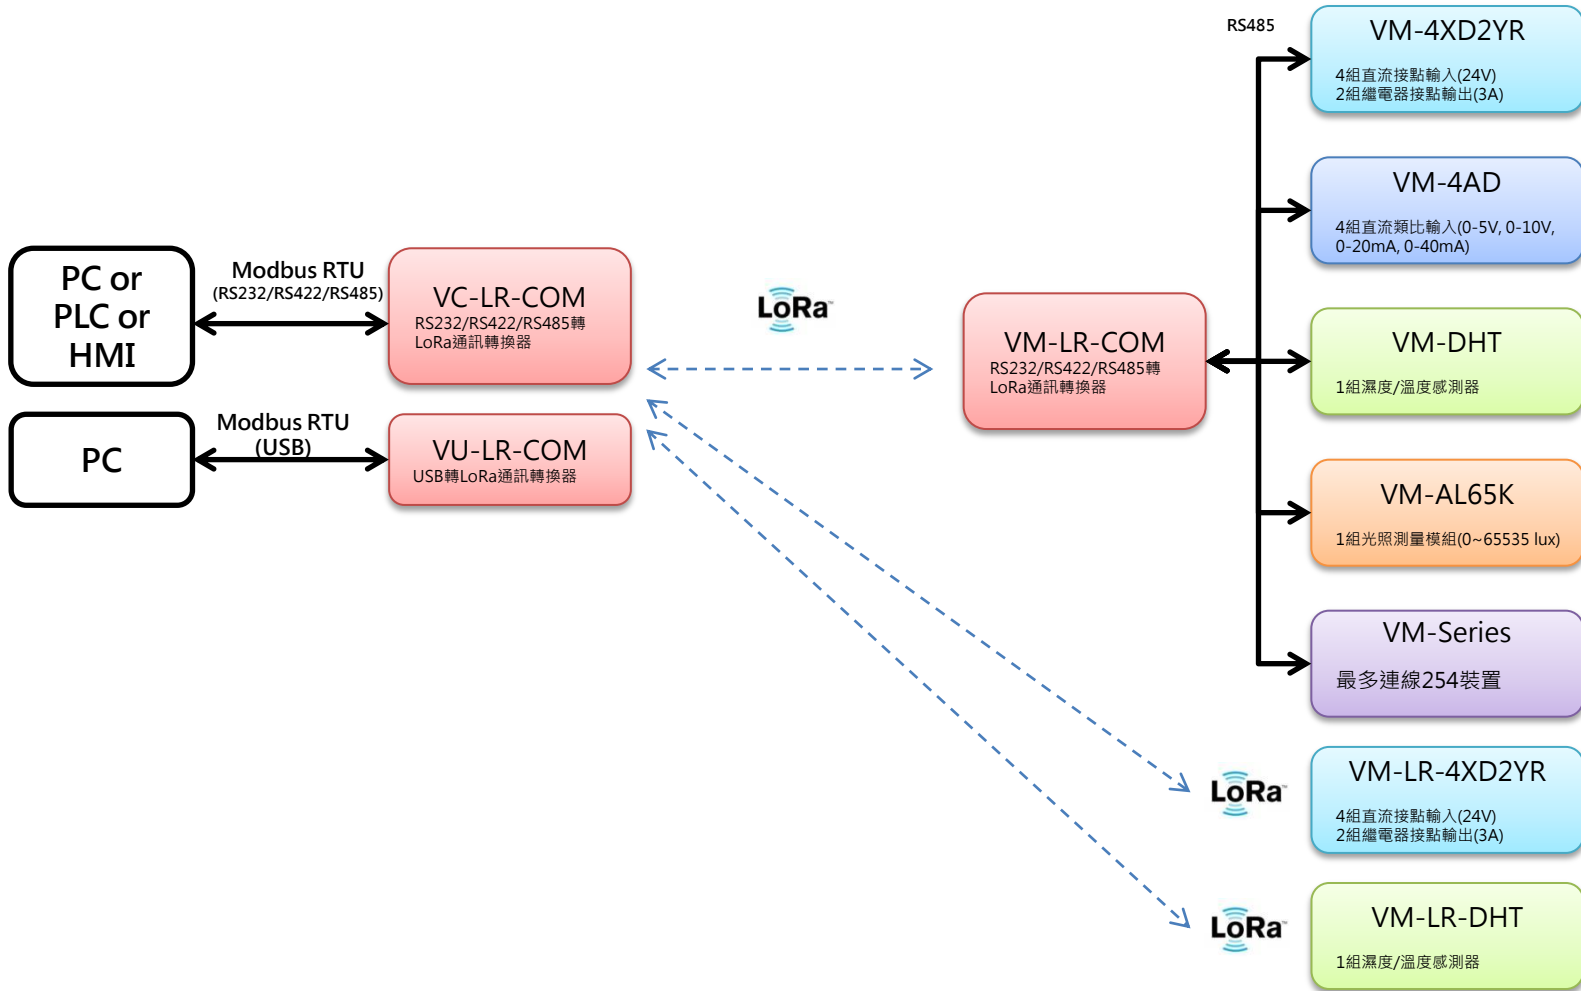 RS485
VM-4XD2YR
4組直流接點輸入(24V)
2組繼電器接點輸出(3A)
VM-4AD
4組直流類比輸入(0-5V, 0-10V,
0-20mA, 0-40mA)
PC or
PLC or
HMI
Modbus RTU
(RS232/RS422/RS485)
VC-LR-COM
RS232/RS422/RS485轉
LoRa通訊轉換器
LoRa™
VM-LR-COM
RS232/RS422/RS485轉
LoRa通訊轉換器
VM-DHT
1組濕度/溫度感測器
PC
Modbus RTU
(USB)
VU-LR-COM
USB轉LoRa通訊轉換器
VM-AL65K
1組光照測量模組(0~65535 lux)
VM-Series
最多連線254裝置
LoRa™
VM-LR-4XD2YR
4組直流接點輸入(24V)
2組繼電器接點輸出(3A)
LoRa™
VM-LR-DHT
1組濕度/溫度感測器